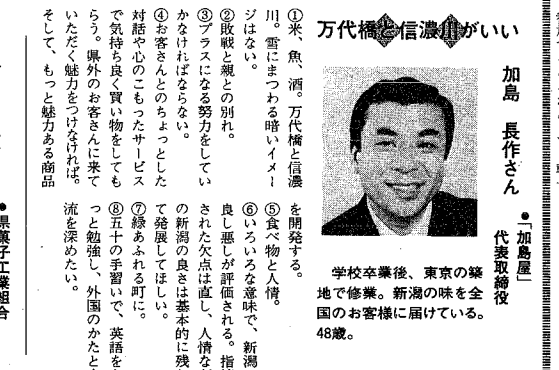 万代橋と信濃川がいい
加島 長作さん
●「加島屋」
代表取締役
学校卒業後、東京の築
地で修業。新潟の味を全
国のお客様に届けている。
48歳。
①米、魚、酒。万代橋と信濃
川。雪にまつわる暗いイメー
ジはない。
②敗戦と親との別れ。
③プラスになる努力をしてい
かなければならない。
④お客さんとのちょっとした
対話や心のこもったサービス
で気持ち良く買い物をしても
らう。県外のお客さんに来て
いただく魅力をつけなければ。
そして、もっと魅力ある商品
を開発する。
⑤食べ物と人情。
⑥いろいろな意味で、新潟
良し悪しが評価される。指
された欠点は直し、人情な
の新潟の良さは基本的に残
て発展してほしい。
⑦緑あふれる町に。
⑧五十の手習いで、英語を
っと勉強し、外国のかたと
流を深めたい。
●県菓子工業組合